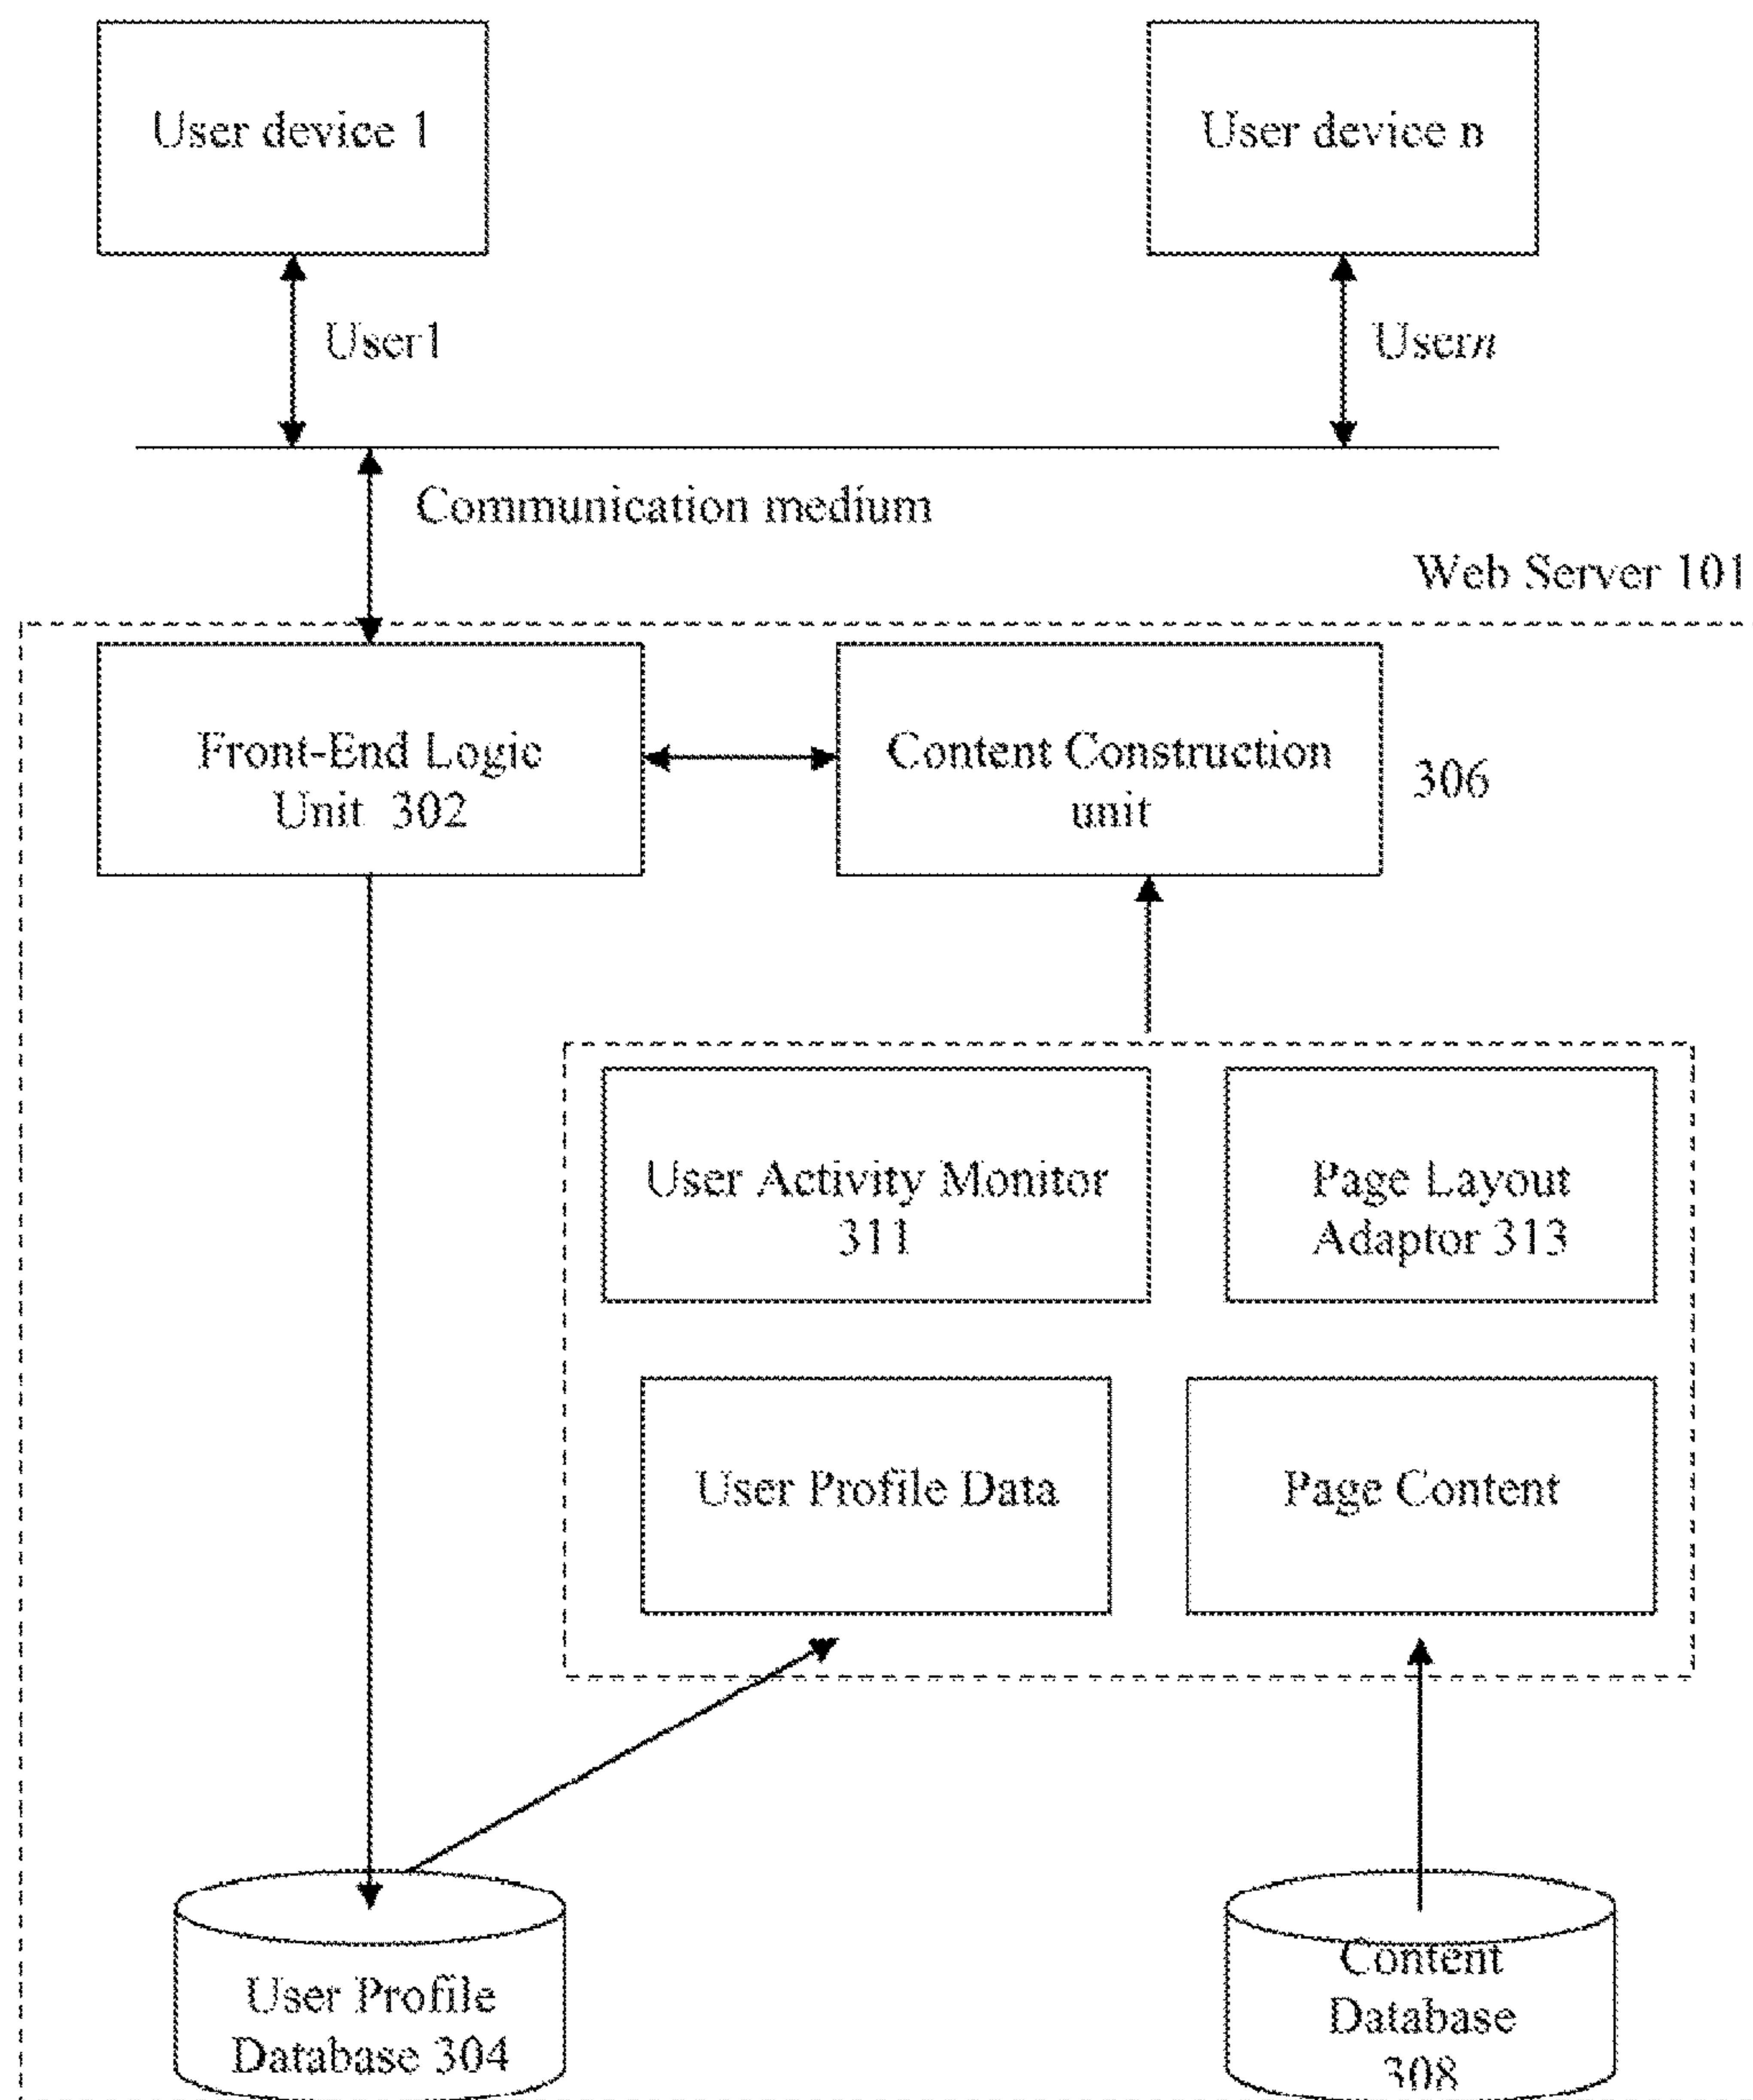 User device 1
User device n
User1
Usern
Communication medium
Web Server 101
Front-End Logic
Unit 302
Content Construction
unit
306
User Activity Monitor
311
Page Layout
Adaptor 313
User Profile Data
Page Content
User Profile
Database 304
Content
Database
308